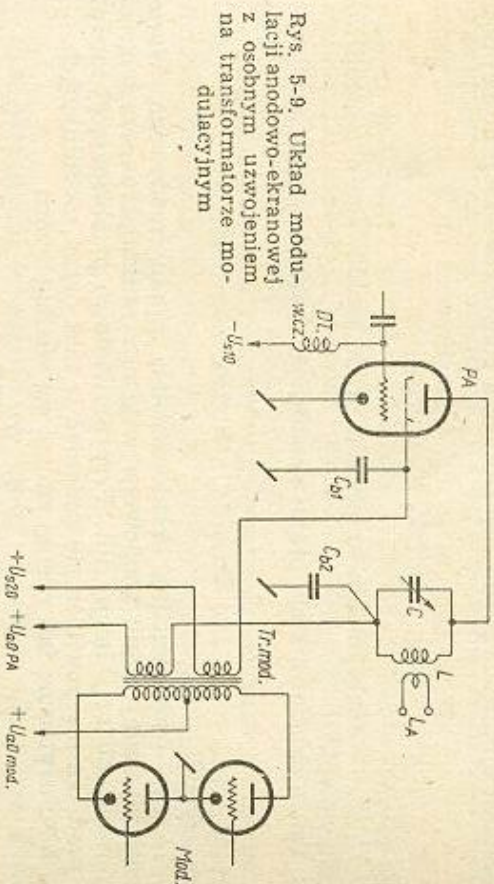 Rys. 5-9. Układ modu-
lacji anodowo-ekranowej
z osobnym uzwojeniem
na transformatorze mo-
dulacyjnym
PA
DŁ.
w.cz.
-Us10
Cb1
Cb2
C
L
LA
Tr.mod.
+Us20
+Ua0 PA
+Ua0 mod.
Mod.